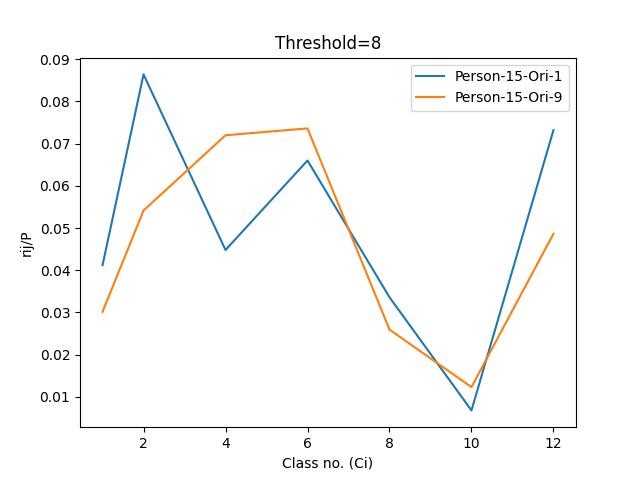 Threshold=8
Person-15-Ori-1
Person-15-Ori-9
rij/P
0.09
0.08
0.07
0.06
0.05
0.04
0.03
0.02
0.01
2 4 6 8 10 12
Class no. (Ci)